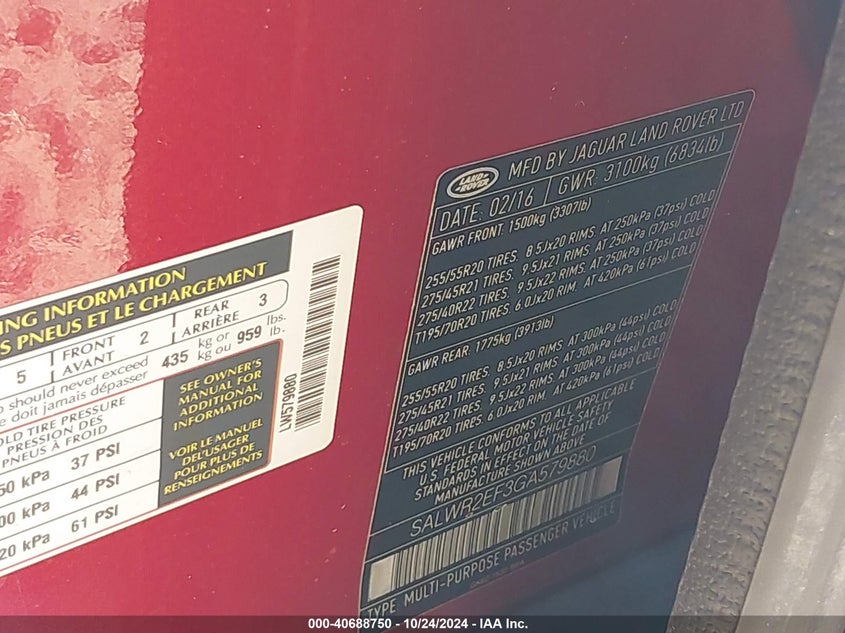 ING INFORMATION
S PNEUS ET LE CHARGEMENT
5 FRONT AVANT 2 REAR ARRIÈRE 3
should never exceed 435 kg or 959 lbs.
e doit jamais dépasser kg ou lb.
LD TIRE PRESSURE
PRESSION DES
NEUS À FROID
50 kPa 37 PSI
00 kPa 44 PSI
20 kPa 61 PSI
SEE OWNER'S
MANUAL FOR
ADDITIONAL
INFORMATION
VOIR LE MANUEL
DE L'USAGER
POUR PLUS DE
RENSEIGNEMENTS
LW579880
LAND ROVER
MFD BY JAGUAR LAND ROVER LTD
DATE: 02/16 GWR: 3100kg (6834lb)
GAWR FRONT: 1500kg (3307lb)
255/55R20 TIRES. 8.5Jx20 RIMS. AT 250kPa (37psi) COLD
275/45R21 TIRES. 9.5Jx21 RIMS. AT 250kPa (37psi) COLD
275/40R22 TIRES. 9.5Jx22 RIMS. AT 250kPa (37psi) COLD
T195/70R20 TIRES. 6.0Jx20 RIM. AT 420kPa (61psi) COLD
GAWR REAR: 1775kg (3913lb)
255/55R20 TIRES. 8.5Jx20 RIMS. AT 300kPa (44psi) COLD
275/45R21 TIRES. 9.5Jx21 RIMS. AT 300kPa (44psi) COLD
275/40R22 TIRES. 9.5Jx22 RIMS. AT 300kPa (44psi) COLD
T195/70R20 TIRES. 6.0Jx20 RIM. AT 420kPa (61psi) COLD
THIS VEHICLE CONFORMS TO ALL APPLICABLE
U.S. FEDERAL MOTOR VEHICLE SAFETY
STANDARDS IN EFFECT ON THE DATE OF
MANUFACTURE SHOWN ABOVE
SALWR2EF3GA579880
TYPE MULTI-PURPOSE PASSENGER VEHICLE
000-40688750 - 10/24/2024 - IAA Inc.